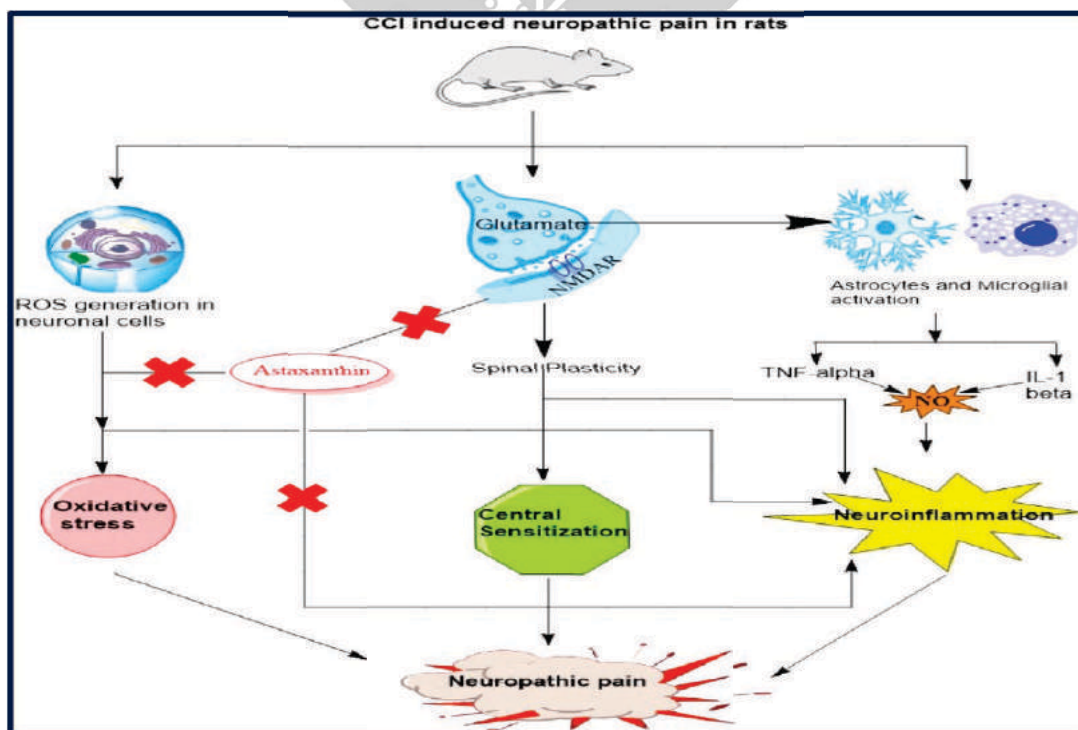 CCI induced neuropathic pain in rats
Glutamate
NMDAR
ROS generation in
neuronal cells
Astrocytes and Microglial
activation
Astaxanthin
Spinal Plasticity
TNF alpha
IL-1
beta
NO
Oxidative
stress
Central
Sensitization
Neuroinflammation
Neuropathic pain